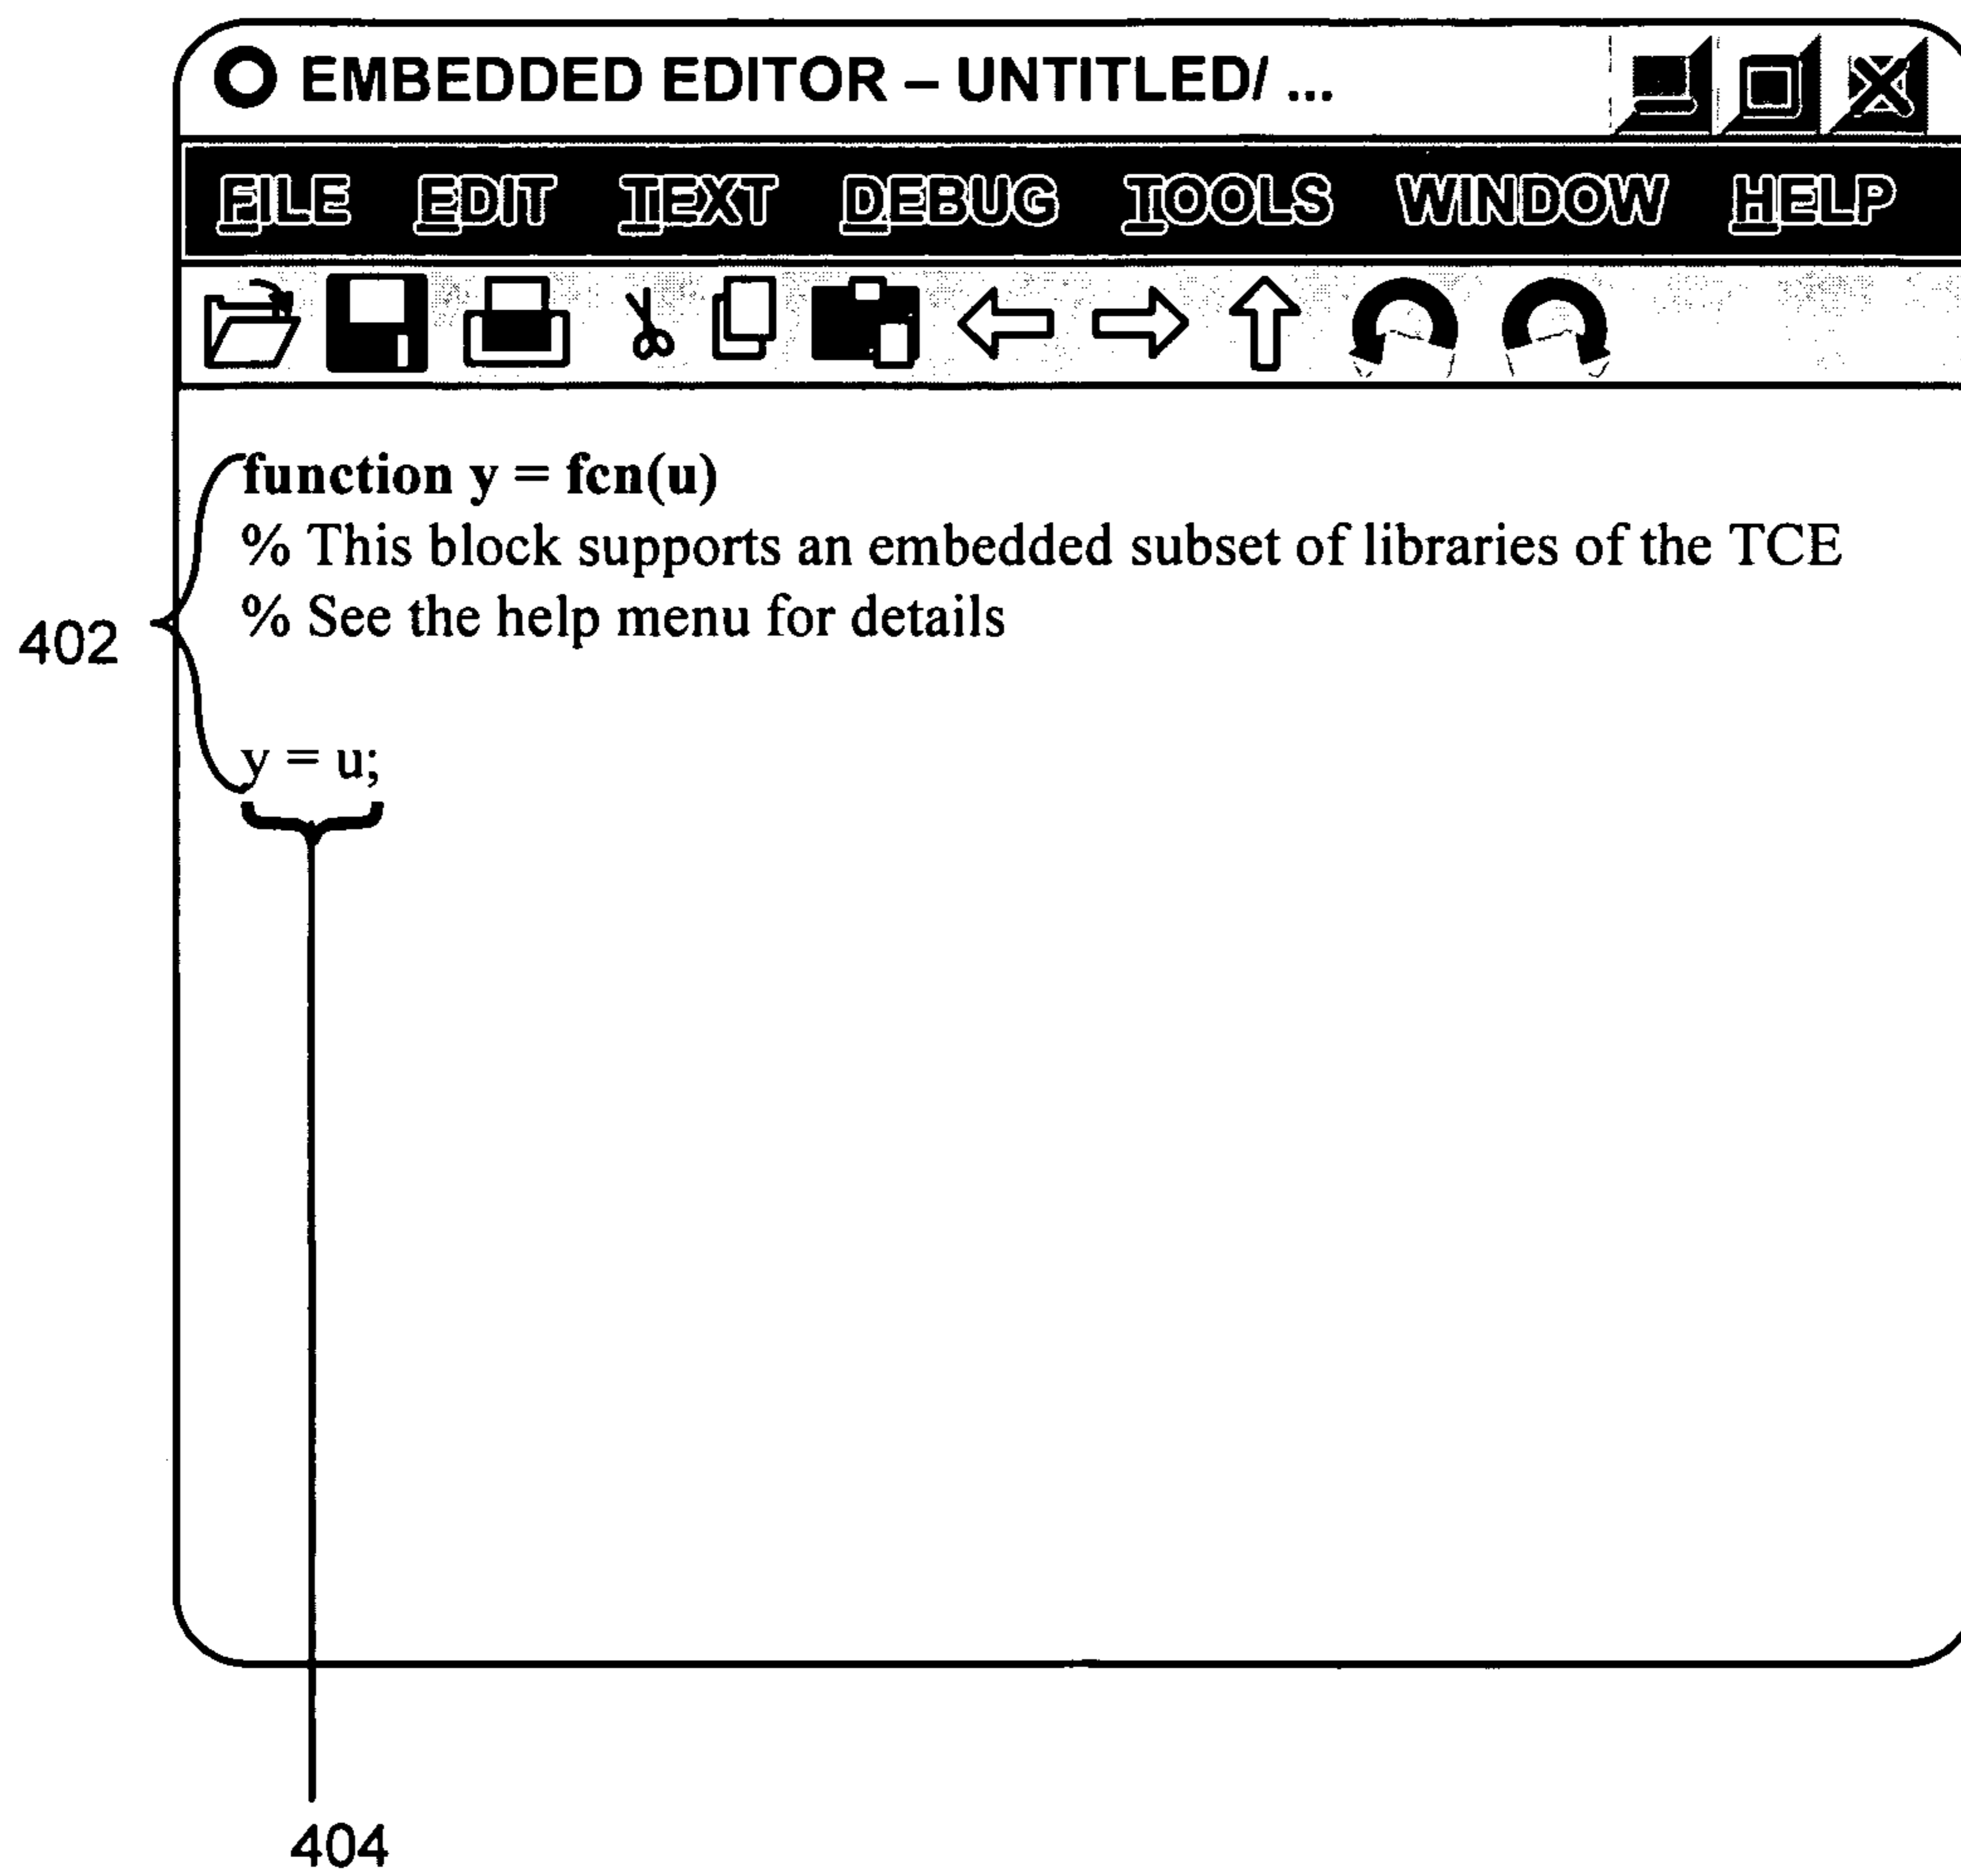 EMBEDDED EDITOR – UNTITLED/ ...
FILE EDIT TEXT DEBUG TOOLS WINDOW HELP
function y = fcn(u)
% This block supports an embedded subset of libraries of the TCE
% See the help menu for details
402
y = u;
404